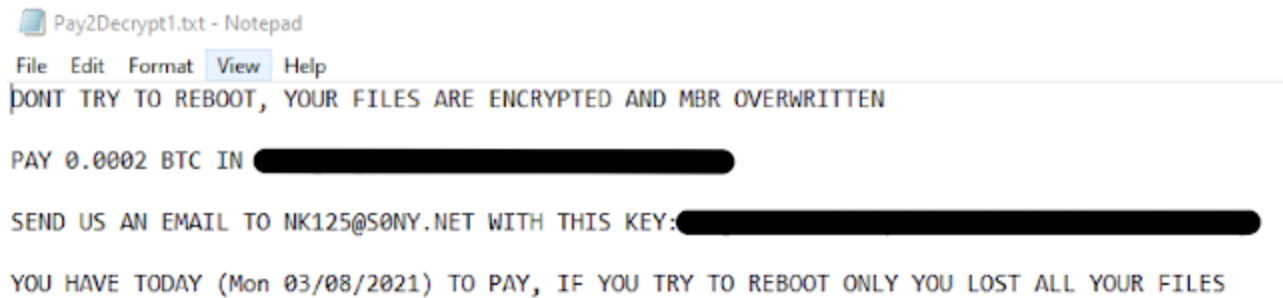 Pay2Decrypt1.txt - Notepad
File Edit Format View Help
DONT TRY TO REBOOT, YOUR FILES ARE ENCRYPTED AND MBR OVERWRITTEN
PAY 0.0002 BTC IN
SEND US AN EMAIL TO NK125@S0NY.NET WITH THIS KEY:
YOU HAVE TODAY (Mon 03/08/2021) TO PAY, IF YOU TRY TO REBOOT ONLY YOU LOST ALL YOUR FILES